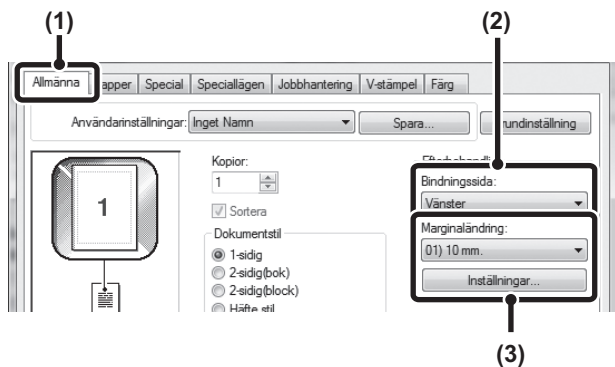 (1)
(2)
Allmänna apper Special Speciallägen Jobbhantering V-stämpel Färg
Användarinställningar: Inget Namn Spara... rundinställning
Kopior:
1
Bindningssida:
Vänster
1
Sortera
Marginaländring:
Dokumentstil
01) 10 mm.
1-sidig
2-sidig(bok)
Inställningar...
2-sidig(block)
Häfte stil
(3)